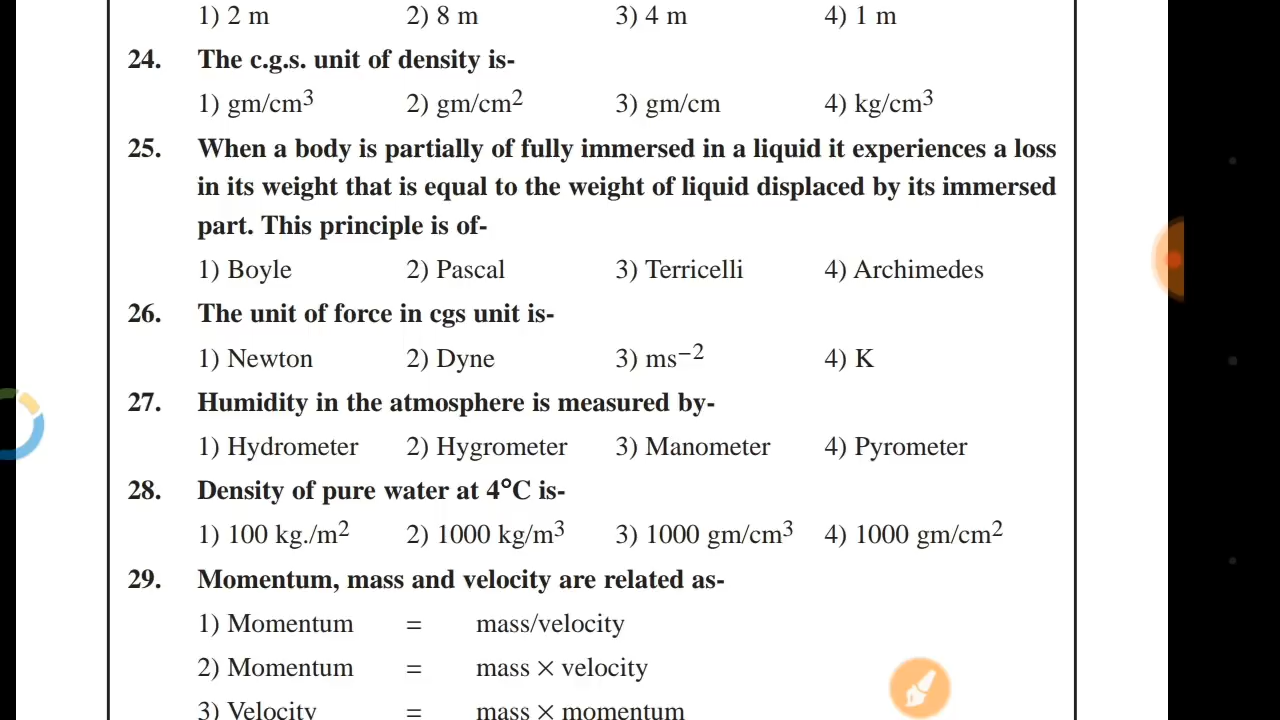 1) 2 m 2) 8 m 3) 4 m 4) 1 m
24. The c.g.s. unit of density is-
1) gm/cm³ 2) gm/cm² 3) gm/cm 4) kg/cm³
25. When a body is partially of fully immersed in a liquid it experiences a loss
in its weight that is equal to the weight of liquid displaced by its immersed
part. This principle is of-
1) Boyle 2) Pascal 3) Terricelli 4) Archimedes
26. The unit of force in cgs unit is-
1) Newton 2) Dyne 3) ms⁻² 4) K
27. Humidity in the atmosphere is measured by-
1) Hydrometer 2) Hygrometer 3) Manometer 4) Pyrometer
28. Density of pure water at 4°C is-
1) 100 kg./m² 2) 1000 kg/m³ 3) 1000 gm/cm³ 4) 1000 gm/cm²
29. Momentum, mass and velocity are related as-
1) Momentum = mass/velocity
2) Momentum = mass × velocity
3) Velocity = mass × momentum